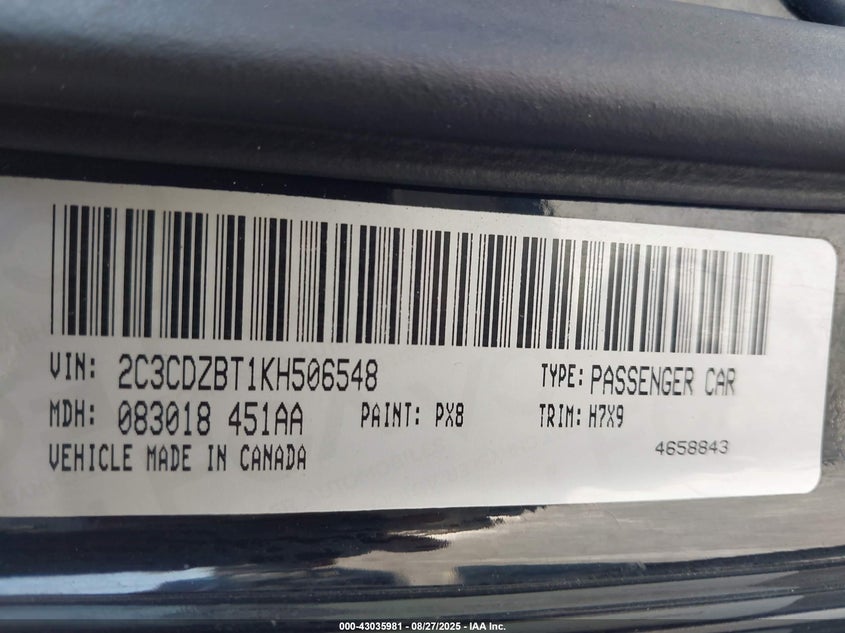 VIN: 2C3CDZBT1KH506548 TYPE: PASSENGER CAR
MDH: 083018 451AA PAINT: PX8 TRIM: H7X9
VEHICLE MADE IN CANADA 4658843
000-43035981 - 08/27/2025 - IAA Inc.